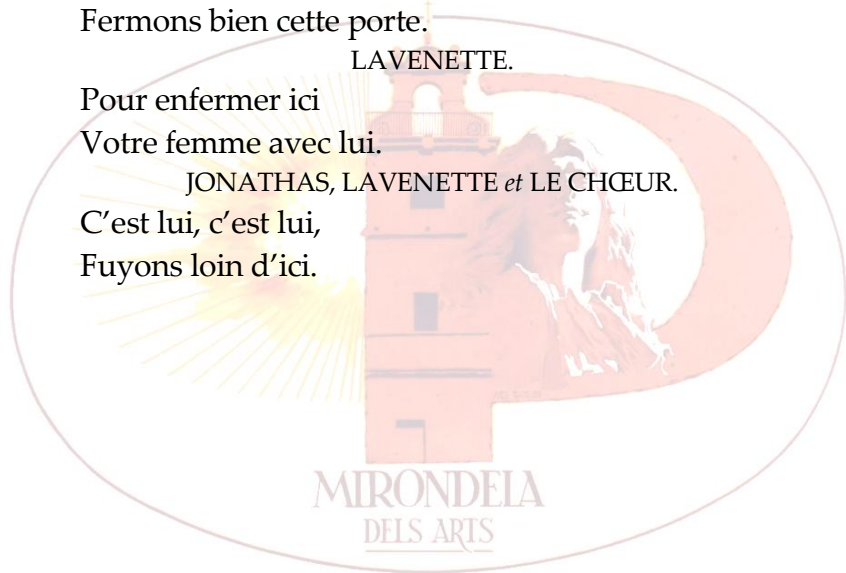 Fermons bien cette porte.
LAVENETTE.
Pour enfermer ici
Votre femme avec lui.
JONATHAS, LAVENETTE et LE CHŒUR.
C’est lui, c’est lui,
Fuyons loin d’ici.
MIRONDELA
DELS ARTS